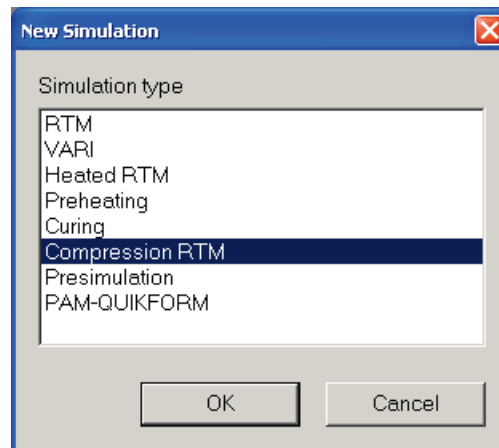 New Simulation
Simulation type
RTM
VARI
Heated RTM
Preheating
Curing
Compression RTM
Presimulation
PAM-QUIKFORM
OK
Cancel